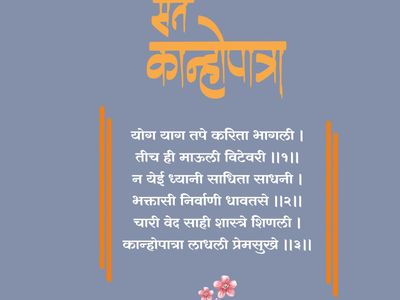 संत
कान्होपात्रा
योग याग तपे करिता भागली ।
तीच ही माऊली विटेवरी ।।१।।
न येई ध्यानी साधिता साधनी ।
भक्तासी निर्वाणी धावतसे ।।२।।
चारी वेद साही शास्त्रे शिणली ।
कान्होपात्रा लाधली प्रेमसुखे ।।३।।